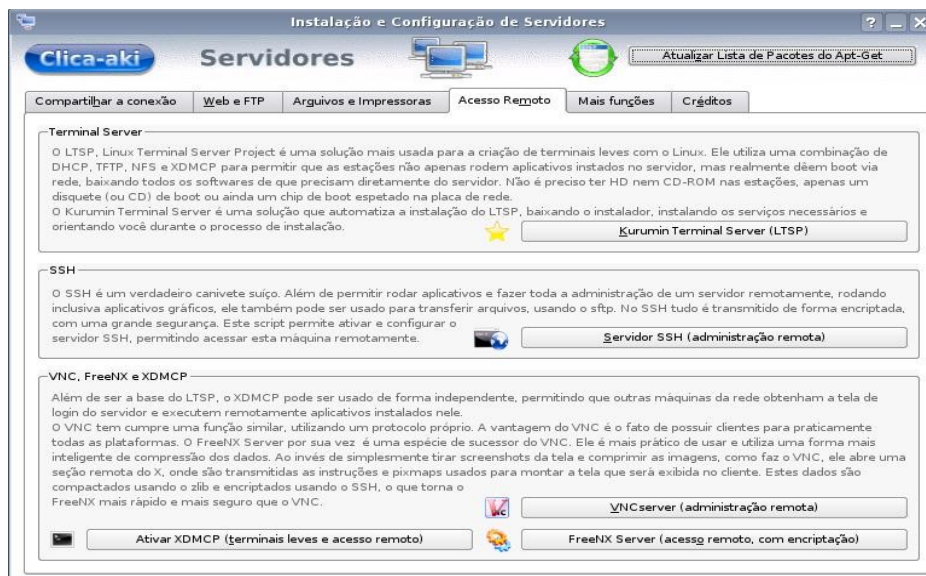 Instalação e Configuração de Servidores
Clica-aki
Servidores
Atualizar Lista de Pacotes do Apt-Get
Compartilhar a conexão
Web e FTP
Arquivos e Impressoras
Acesso Remoto
Mais funções
Créditos
Terminal Server
O LTSP, Linux Terminal Server Project é uma solução mais usada para a criação de terminais leves com o Linux. Ele utiliza uma combinação de
DHCP, TFTP, NFS e XDMCP para permitir que as estações não apenas rodem aplicativos instados no servidor, mas realmente dêem boot via
rede, baixando todos os softwares de que precisam diretamente do servidor. Não é preciso ter HD nem CD-ROM nas estações, apenas um
disquete (ou CD) de boot ou ainda um chip de boot espetado na placa de rede.
O Kurumin Terminal Server é uma solução que automatiza a instalação do LTSP, baixando o instalador, instalando os serviços necessários e
orientando você durante o processo de instalação.
Kurumin Terminal Server (LTSP)
SSH
O SSH é um verdadeiro canivete suíço. Além de permitir rodar aplicativos e fazer toda a administração de um servidor remotamente, rodando
inclusiva aplicativos gráficos, ele também pode ser usado para transferir arquivos, usando o sftp. No SSH tudo é transmitido de forma encriptada,
com uma grande segurança. Este script permite ativar e configurar o
servidor SSH, permitindo acessar esta máquina remotamente.
Servidor SSH (administração remota)
VNC, FreeNX e XDMCP
Além de ser a base do LTSP, o XDMCP pode ser usado de forma independente, permitindo que outras máquinas da rede obtenham a tela de
login do servidor e executem remotamente aplicativos instalados nele.
O VNC tem cumpre uma função similar, utilizando um protocolo próprio. A vantagem do VNC é o fato de possuir clientes para praticamente
todas as plataformas. O FreeNX Server por sua vez é uma espécie de sucessor do VNC. Ele é mais prático de usar e utiliza uma forma mais
inteligente de compressão dos dados. Ao invés de simplesmente tirar screenshots da tela e comprimir as imagens, como faz o VNC, ele abre uma
seção remota do X, onde são transmitidas as instruções e pixmaps usados para montar a tela que será exibida no cliente. Estes dados são
compactados usando o zlib e encriptados usando o SSH, o que torna o
FreeNX mais rápido e mais seguro que o VNC.
VNCserver (administração remota)
Ativar XDMCP (terminais leves e acesso remoto)
FreeNX Server (acesso remoto, com encriptação)